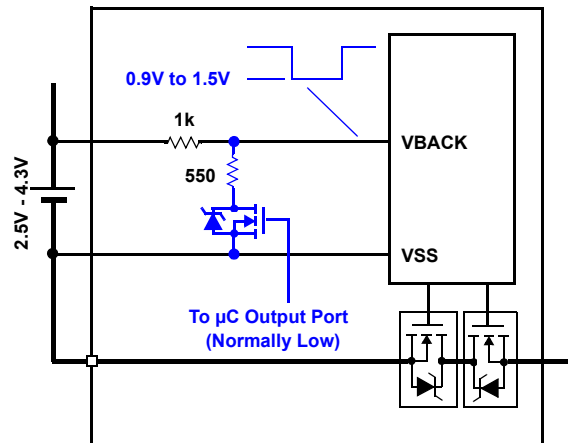 0.9V to 1.5V
1k
VBACK
550
2.5V - 4.3V
VSS
To µC Output Port
(Normally Low)